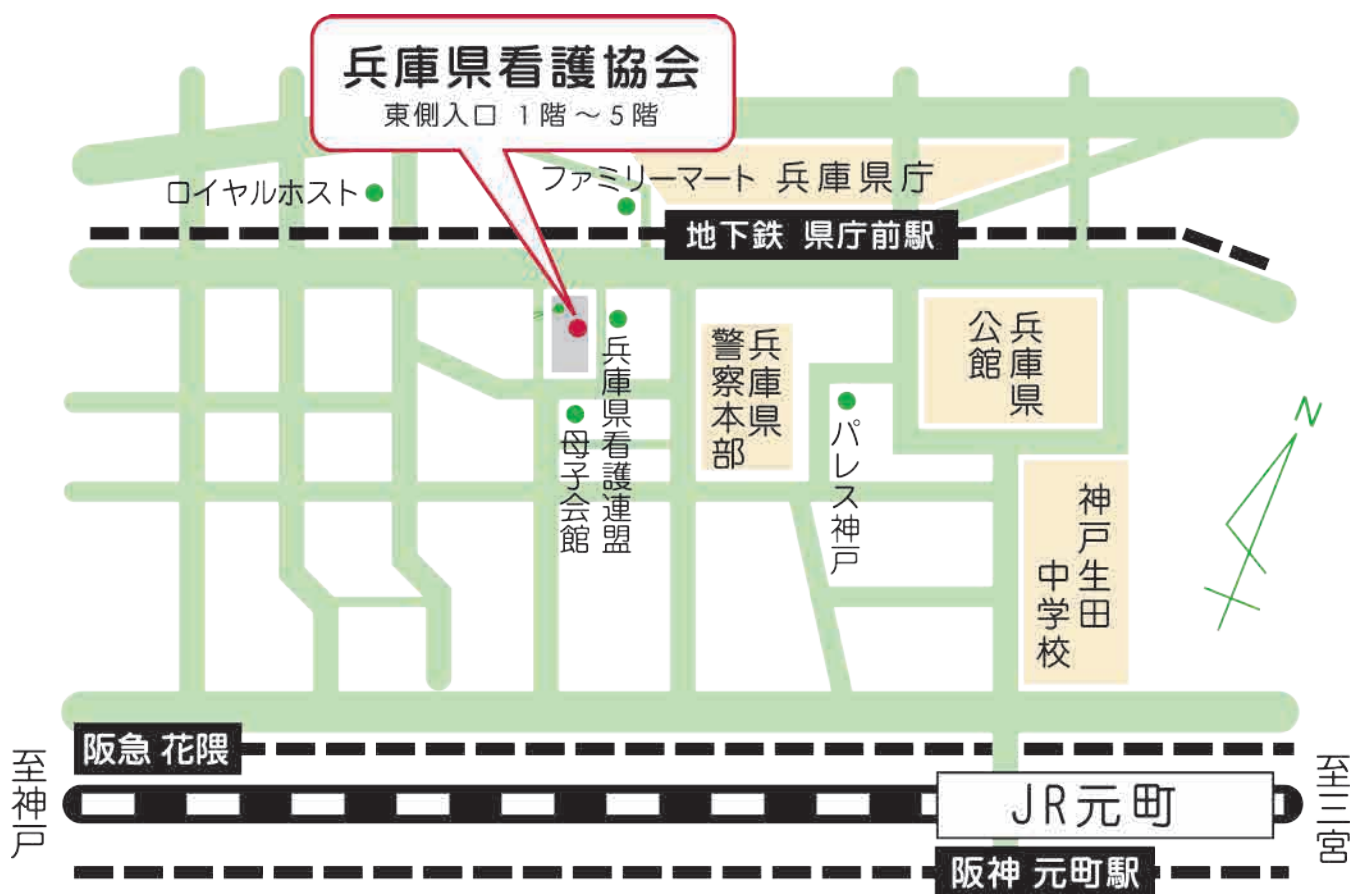 兵庫県看護協会
東側入口 1階～5階
ファミリーマート
兵庫県庁
ロイヤルホスト
地下鉄 県庁前駅
兵庫県看護連盟
母子会館
兵庫県
警察本部
パレス神戸
兵庫県
公館
N
神戸生田
中学校
阪急 花隈
至神戸
JR元町
至三宮
阪神 元町駅